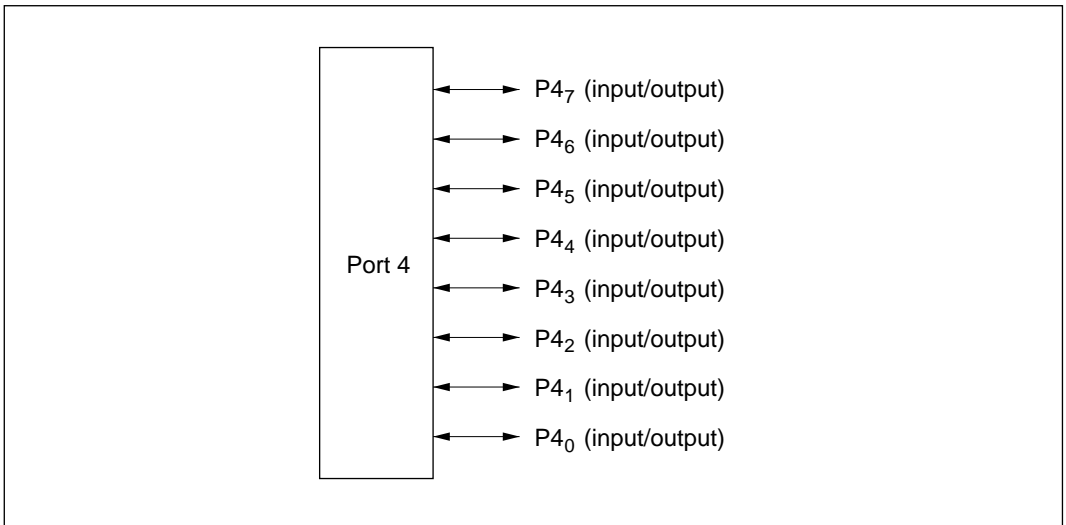 P4₇ (input/output)
P4₆ (input/output)
P4₅ (input/output)
P4₄ (input/output)
Port 4
P4₃ (input/output)
P4₂ (input/output)
P4₁ (input/output)
P4₀ (input/output)